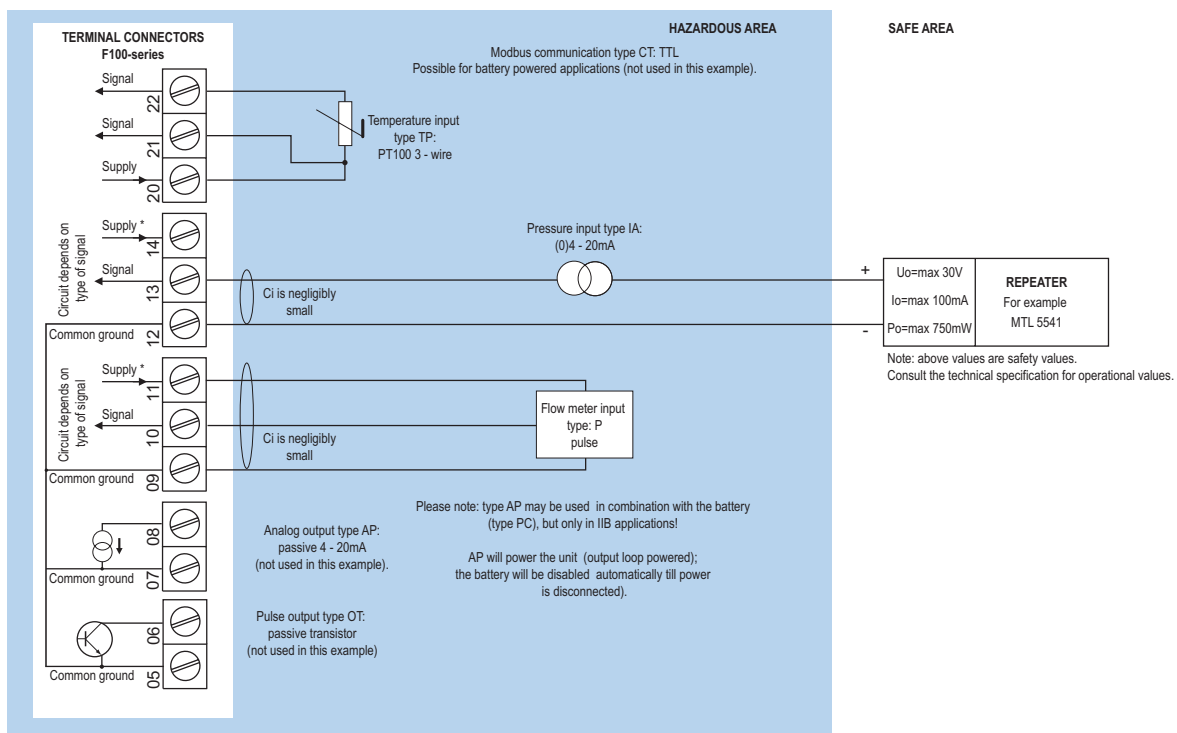 TERMINAL CONNECTORS
F100-series
HAZARDOUS AREA
SAFE AREA
Modbus communication type CT: TTL
Possible for battery powered applications (not used in this example).
Signal
22
Signal
21
Supply
20
Temperature input
type TP:
PT100 3 - wire
Circuit depends on
type of signal
Supply *
14
Signal
13
Common ground
12
Ci is negligibly
small
Pressure input type IA:
(0)4 - 20mA
+
-
Uo=max 30V
Io=max 100mA
Po=max 750mW
REPEATER
For example
MTL 5541
Note: above values are safety values.
Consult the technical specification for operational values.
Circuit depends on
type of signal
Supply *
11
Signal
10
Common ground
09
Ci is negligibly
small
Flow meter input
type: P
pulse
08
Common ground
07
Analog output type AP:
passive 4 - 20mA
(not used in this example).
Please note: type AP may be used in combination with the battery
(type PC), but only in IIB applications!
AP will power the unit (output loop powered);
the battery will be disabled automatically till power
is disconnected).
06
Common ground
05
Pulse output type OT:
passive transistor
(not used in this example)